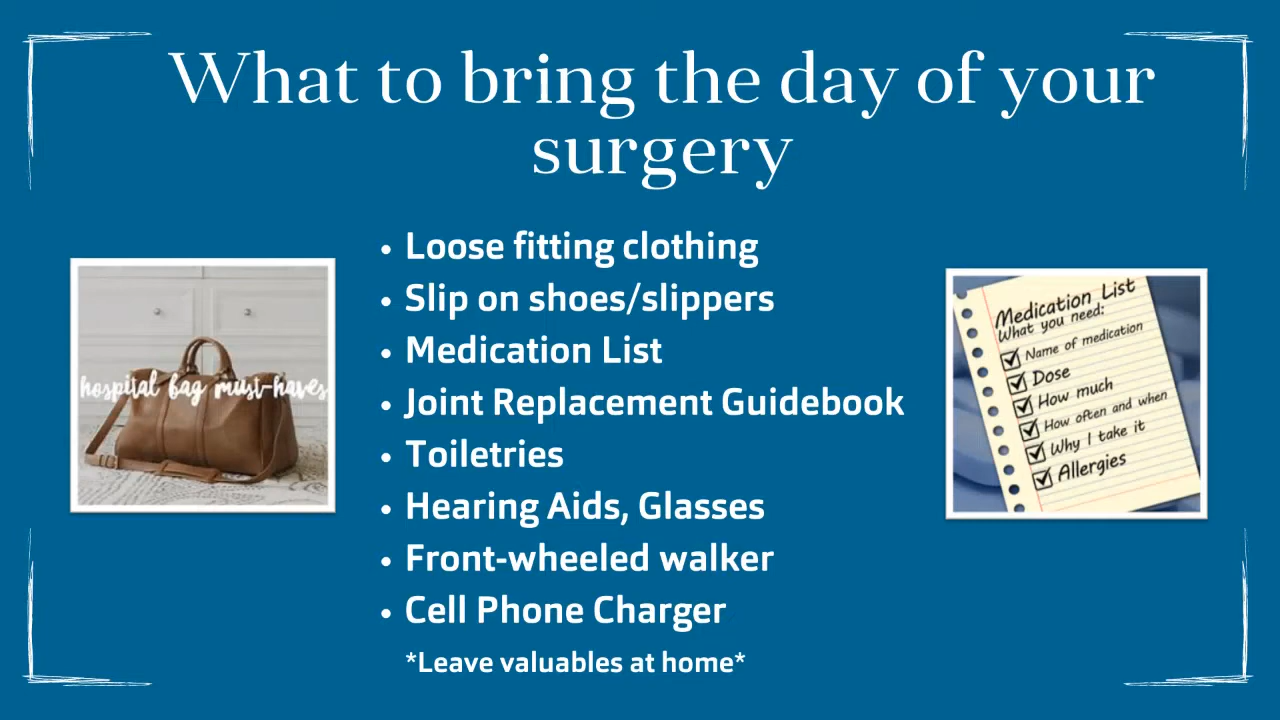 What to bring the day of your
surgery
• Loose fitting clothing
• Slip on shoes/slippers
• Medication List
• Joint Replacement Guidebook
• Toiletries
• Hearing Aids, Glasses
• Front-wheeled walker
• Cell Phone Charger
*Leave valuables at home*
hospital bag must-haves
Medication List
What you need:
Name of medication
Dose
How much
How often and when
Why I take it
Allergies